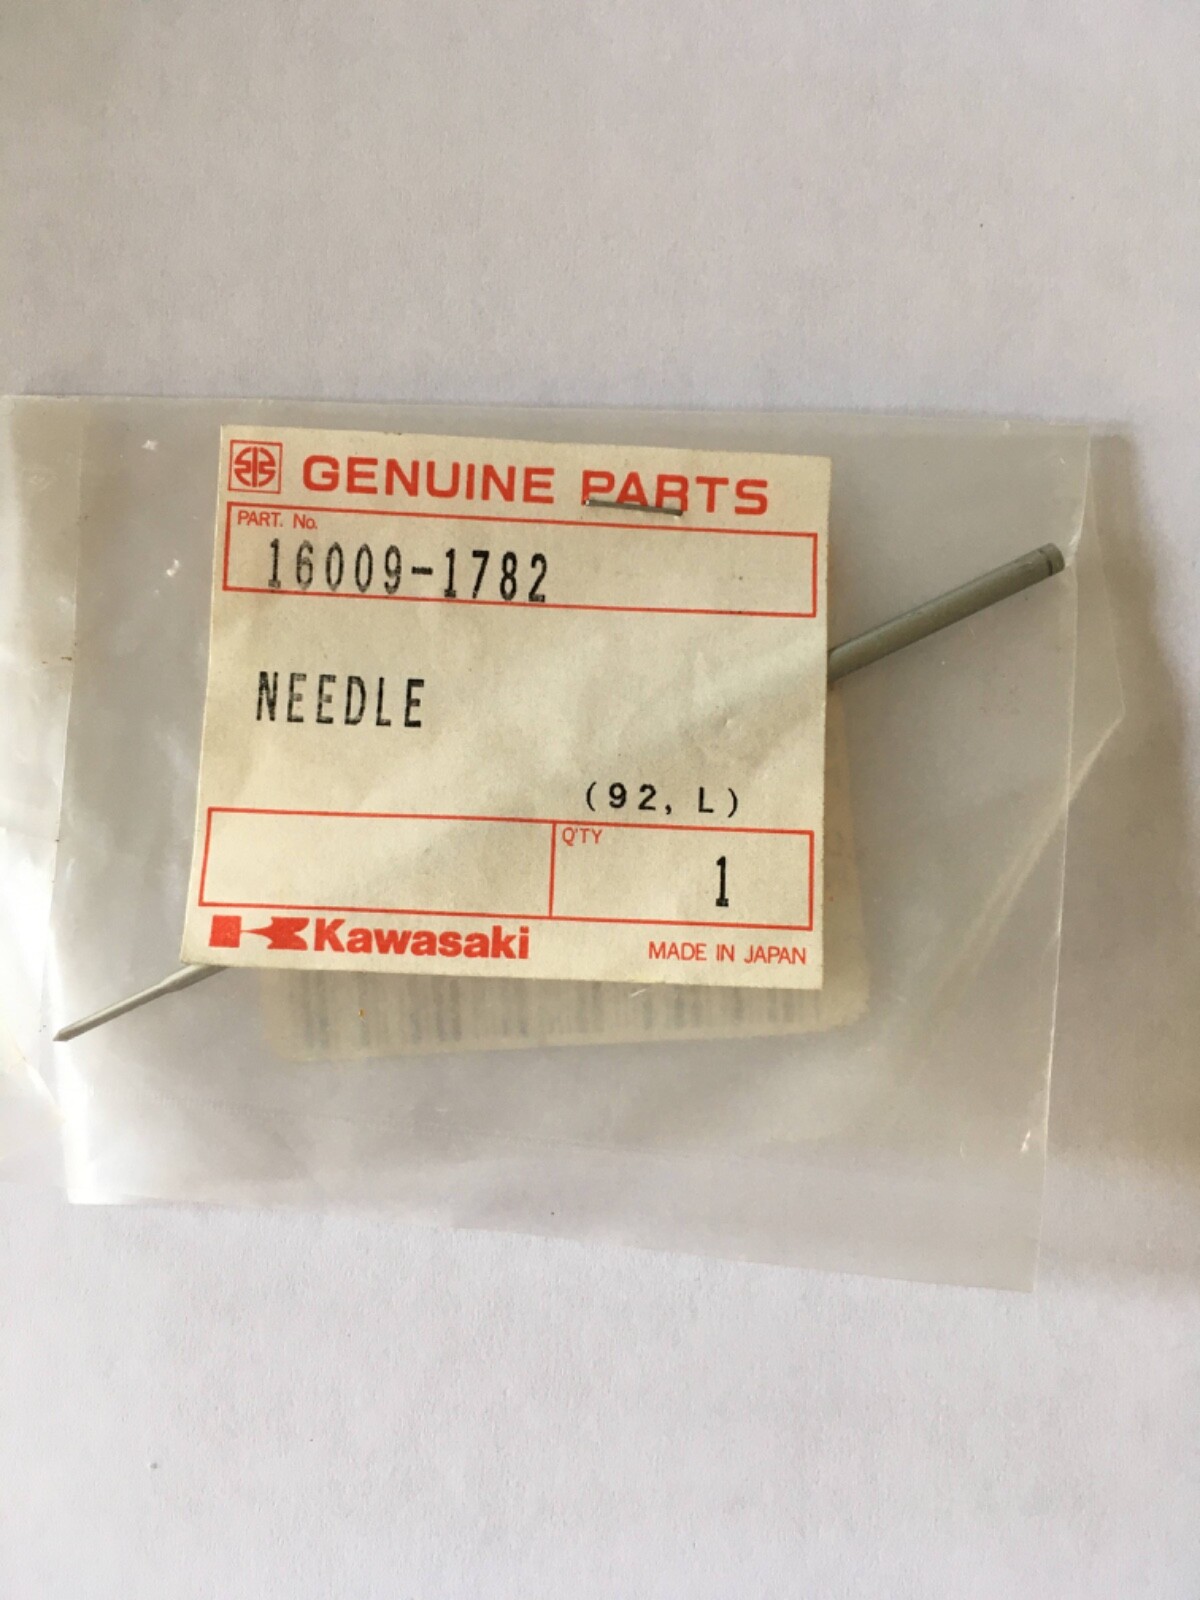 GENUINE PARTS
PART. No.
16009-1782
NEEDLE
(92, L)
Q'TY
1
Kawasaki
MADE IN JAPAN